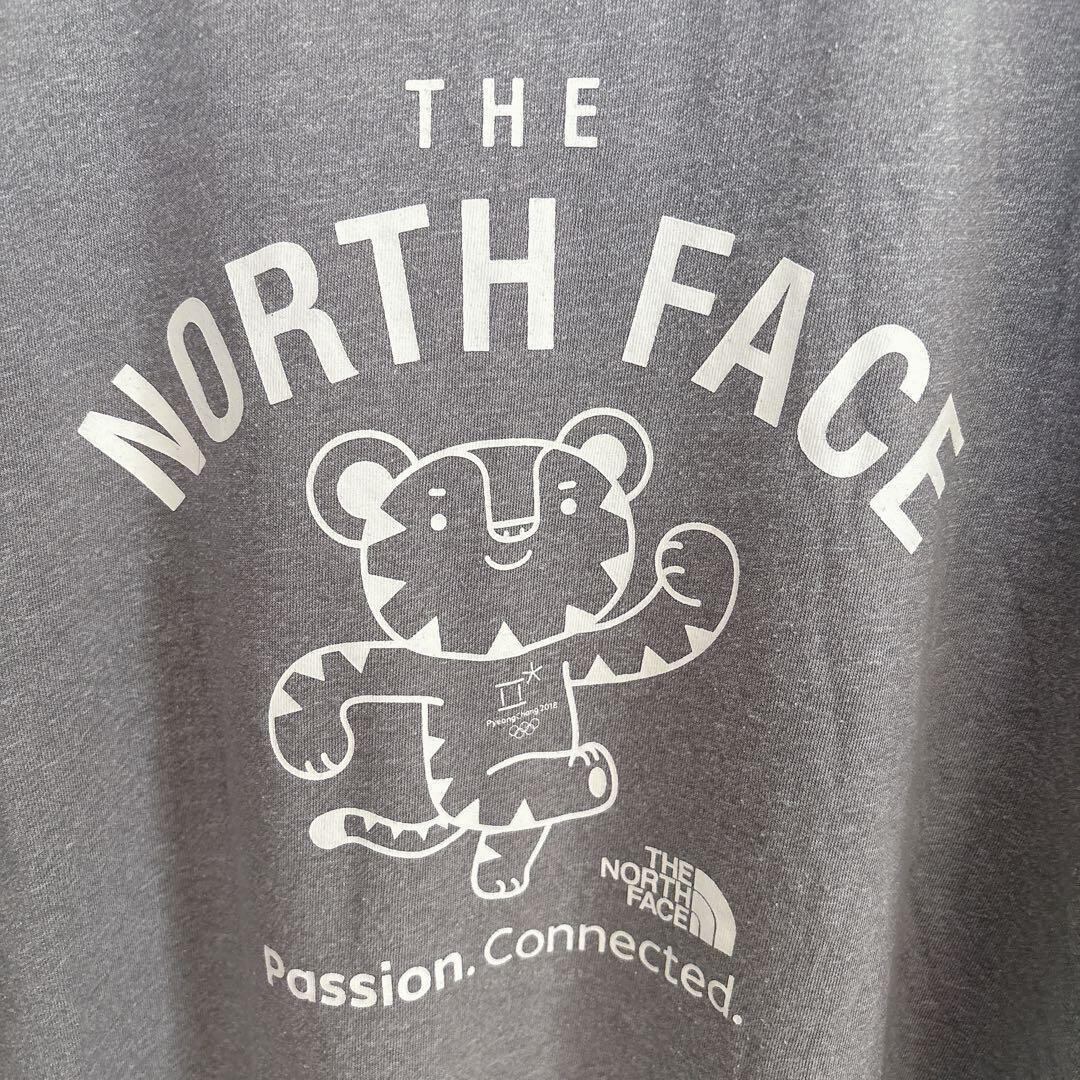 THE
NORTH FACE
PyeongChang 2018
THE
NORTH
FACE
Passion. Connected.